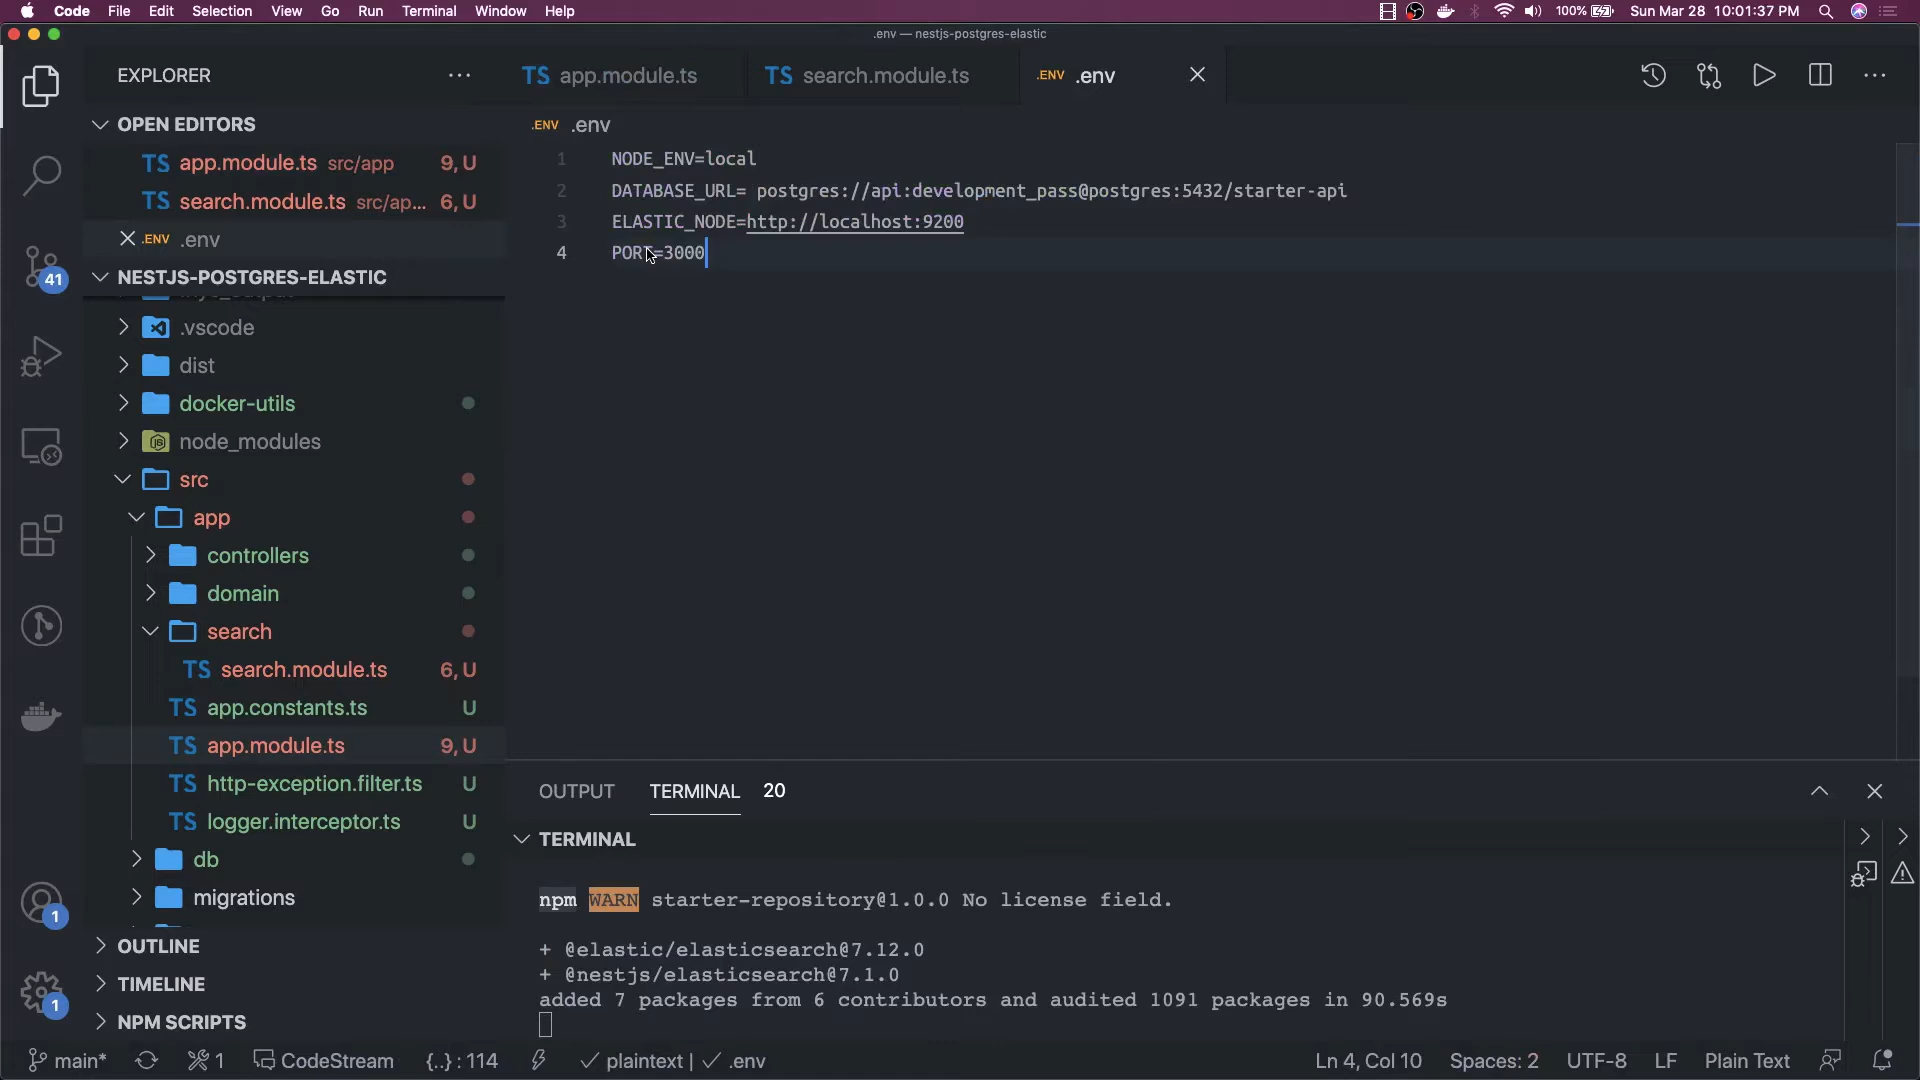 Code File Edit Selection View Go Run Terminal Window Help 100% Sun Mar 28 10:01:37 PM
.env — nestjs-postgres-elastic
EXPLORER
TS app.module.ts
TS search.module.ts
.ENV .env
OPEN EDITORS
TS app.module.ts src/app 9, U
TS search.module.ts src/ap... 6, U
.ENV .env
NESTJS-POSTGRES-ELASTIC
.vscode
dist
docker-utils
node_modules
src
app
controllers
domain
search
TS search.module.ts 6, U
TS app.constants.ts U
TS app.module.ts 9, U
TS http-exception.filter.ts U
TS logger.interceptor.ts U
db
migrations
OUTLINE
TIMELINE
NPM SCRIPTS
41
1
1
.ENV .env
1 NODE_ENV=local
2 DATABASE_URL= postgres://api:development_pass@postgres:5432/starter-api
3 ELASTIC_NODE=http://localhost:9200
4 PORT=3000
OUTPUT TERMINAL 20
TERMINAL
npm WARN starter-repository@1.0.0 No license field.
+ @elastic/elasticsearch@7.12.0
+ @nestjs/elasticsearch@7.1.0
added 7 packages from 6 contributors and audited 1091 packages in 90.569s
main* 1 CodeStream {..} : 114 plaintext | .env Ln 4, Col 10 Spaces: 2 UTF-8 LF Plain Text